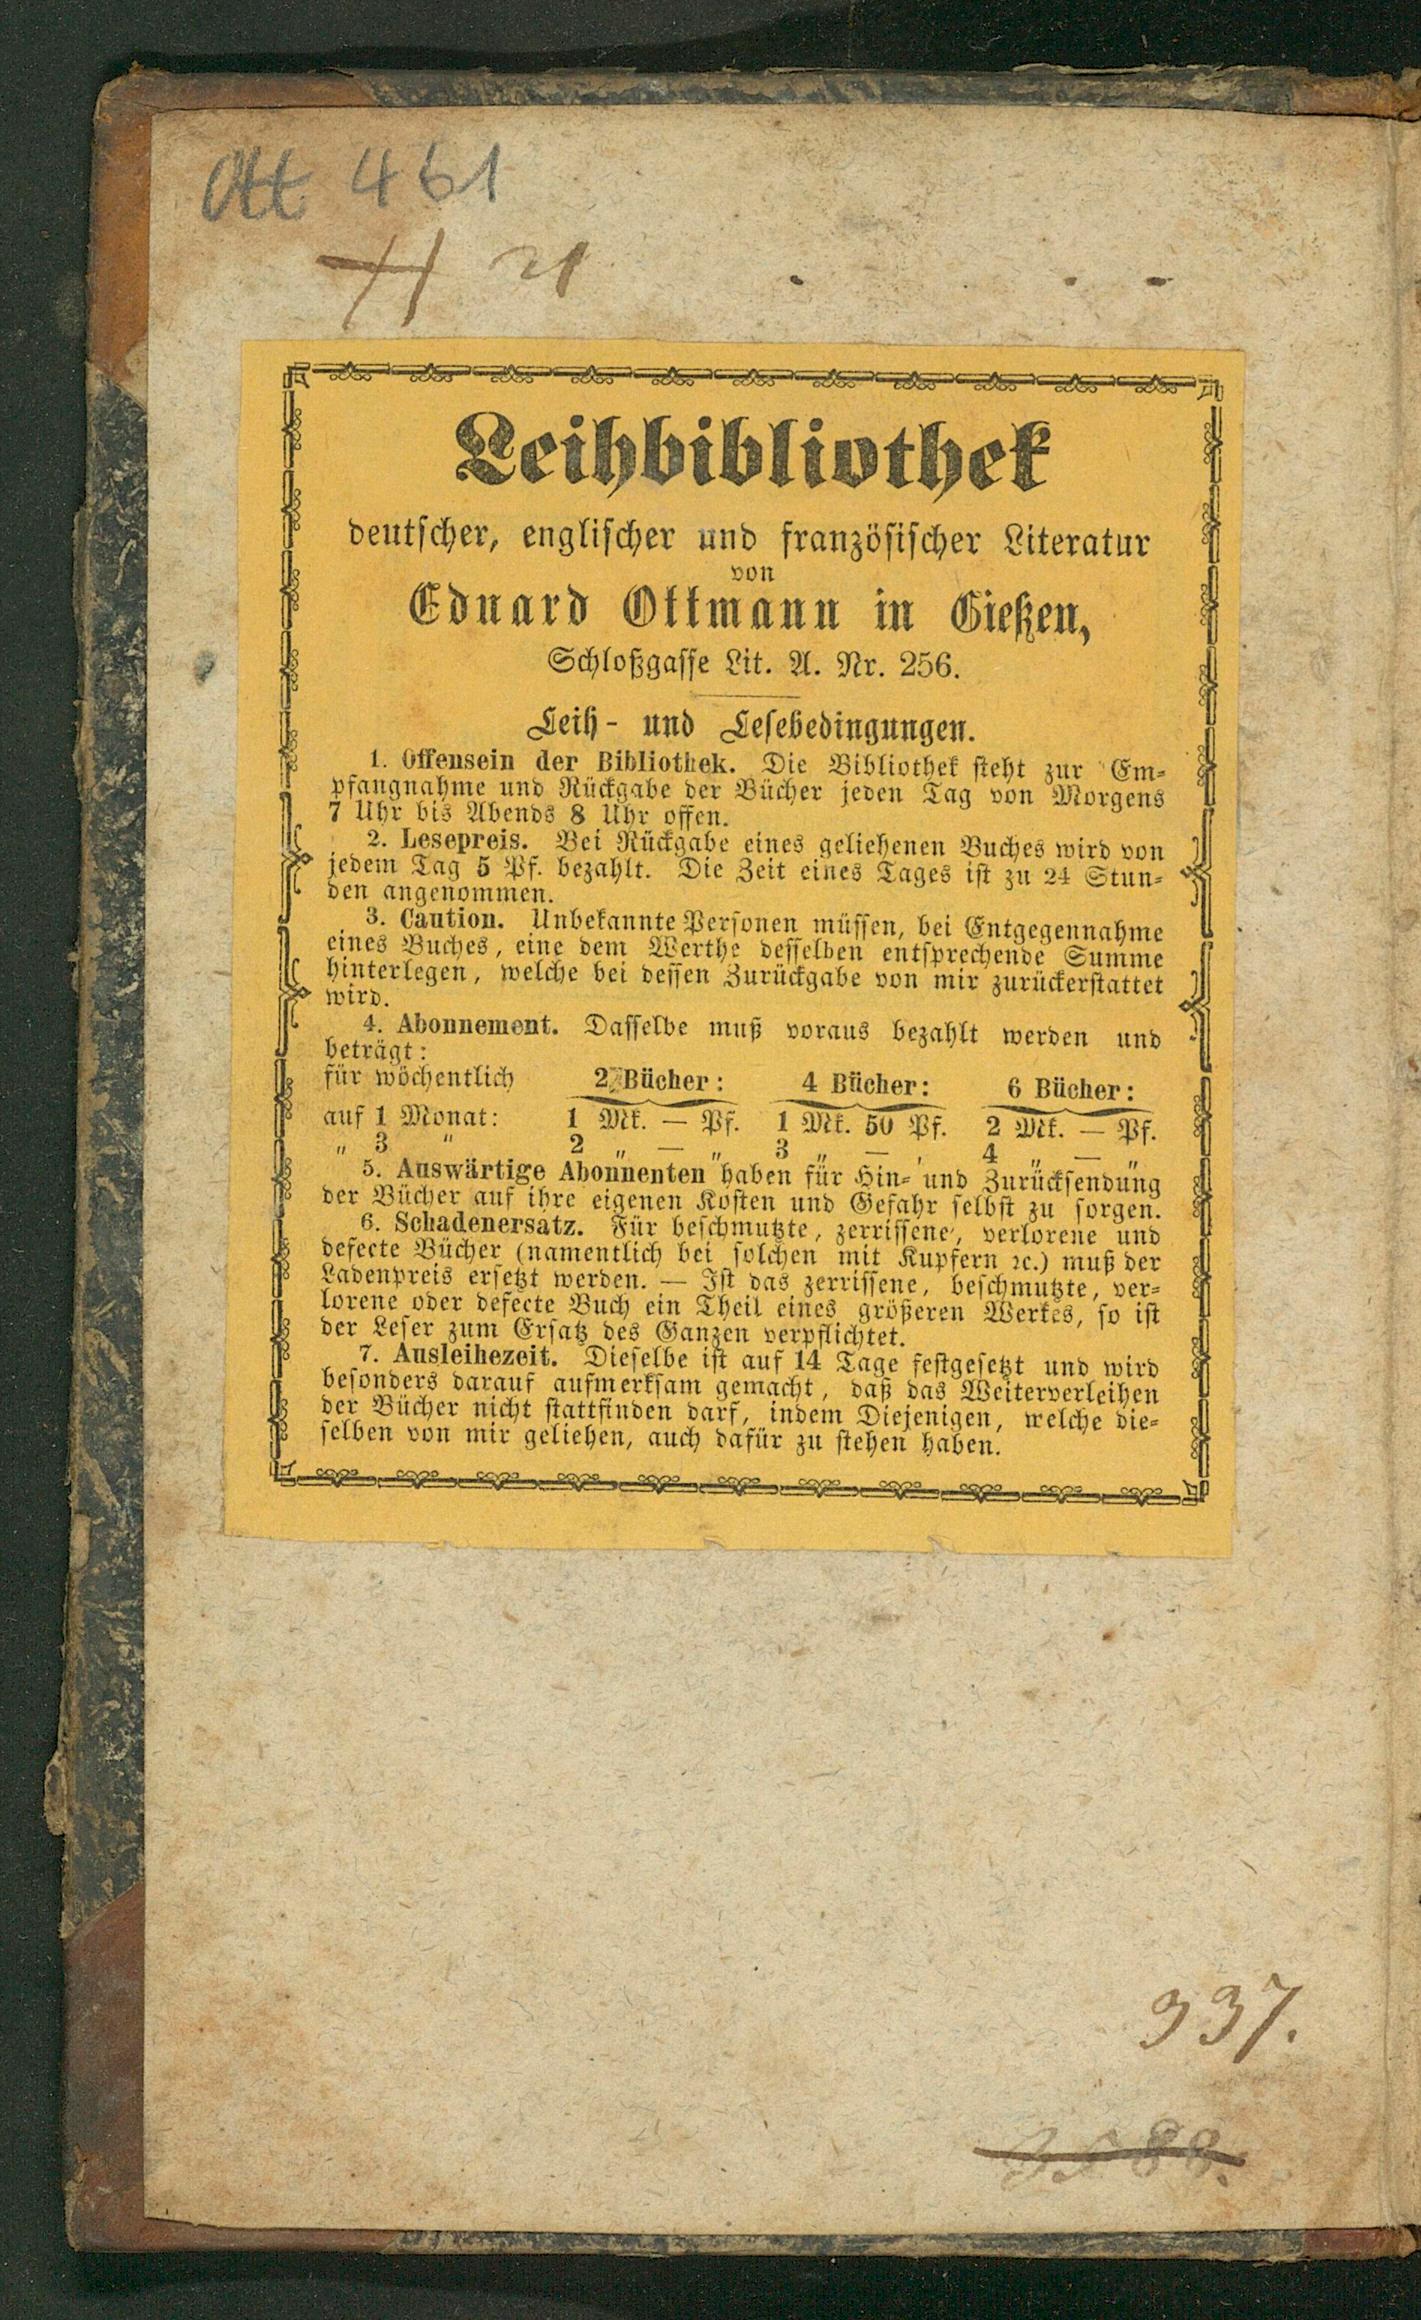 Ott 461
H 21
Leihbibliothek
deutscher, englischer und französischer Literatur
von
Eduard Ottmann in Gießen,
Schloßgasse Lit. A. Nr. 256.
Leih- und Lesebedingungen.
1. Offensein der Bibliothek. Die Bibliothek steht zur Em-
pfangnahme und Rückgabe der Bücher jeden Tag von Morgens
7 Uhr bis Abends 8 Uhr offen.
2. Lesepreis. Bei Rückgabe eines geliehenen Buches wird von
jedem Tag 5 Pf. bezahlt. Die Zeit eines Tages ist zu 24 Stun-
den angenommen.
3. Caution. Unbekannte Personen müssen, bei Entgegennahme
eines Buches, eine dem Werthe desselben entsprechende Summe
hinterlegen, welche bei dessen Zurückgabe von mir zurückerstattet
wird.
4. Abonnement. Dasselbe muß voraus bezahlt werden und
beträgt:
für wöchentlich 2 Bücher: 4 Bücher: 6 Bücher:
auf 1 Monat: 1 Mk. — Pf. 1 Mk. 50 Pf. 2 Mk. — Pf.
" 3 " 2 " — " 3 " — " 4 " — "
5. Auswärtige Abonnenten haben für Hin- und Zurücksendung
der Bücher auf ihre eigenen Kosten und Gefahr selbst zu sorgen.
6. Schadenersatz. Für beschmutzte, zerrissene, verlorene und
defecte Bücher (namentlich bei solchen mit Kupfern ꝛc.) muß der
Ladenpreis ersetzt werden. — Ist das zerrissene, beschmutzte, ver-
lorene oder defecte Buch ein Theil eines größeren Werkes, so ist
der Leser zum Ersatz des Ganzen verpflichtet.
7. Ausleihezeit. Dieselbe ist auf 14 Tage festgesetzt und wird
besonders darauf aufmerksam gemacht, daß das Weiterverleihen
der Bücher nicht stattfinden darf, indem Diejenigen, welche die-
selben von mir geliehen, auch dafür zu stehen haben.
337.